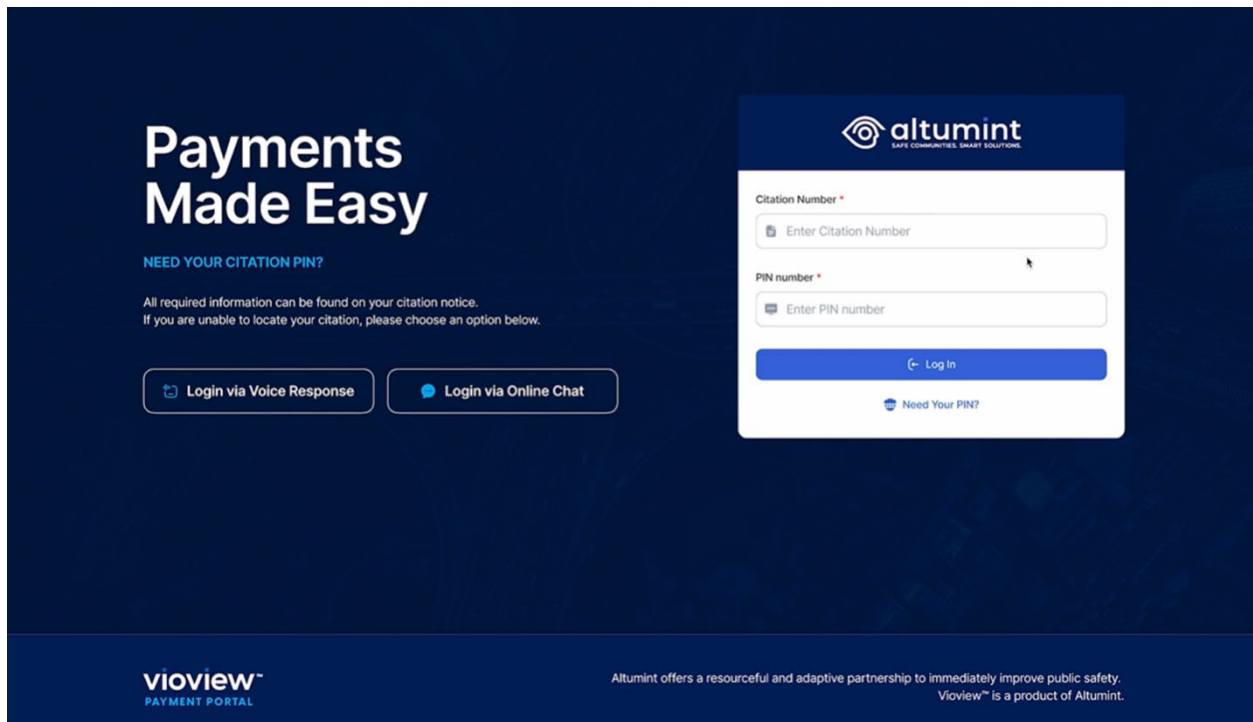 Payments
Made Easy
NEED YOUR CITATION PIN?
All required information can be found on your citation notice.
If you are unable to locate your citation, please choose an option below.
Login via Voice Response
Login via Online Chat
altumint
SAFE COMMUNITIES. SMART SOLUTIONS.
Citation Number *
Enter Citation Number
PIN number *
Enter PIN number
Log In
Need Your PIN?
vioview™
PAYMENT PORTAL
Altumint offers a resourceful and adaptive partnership to immediately improve public safety.
Vioview™ is a product of Altumint.